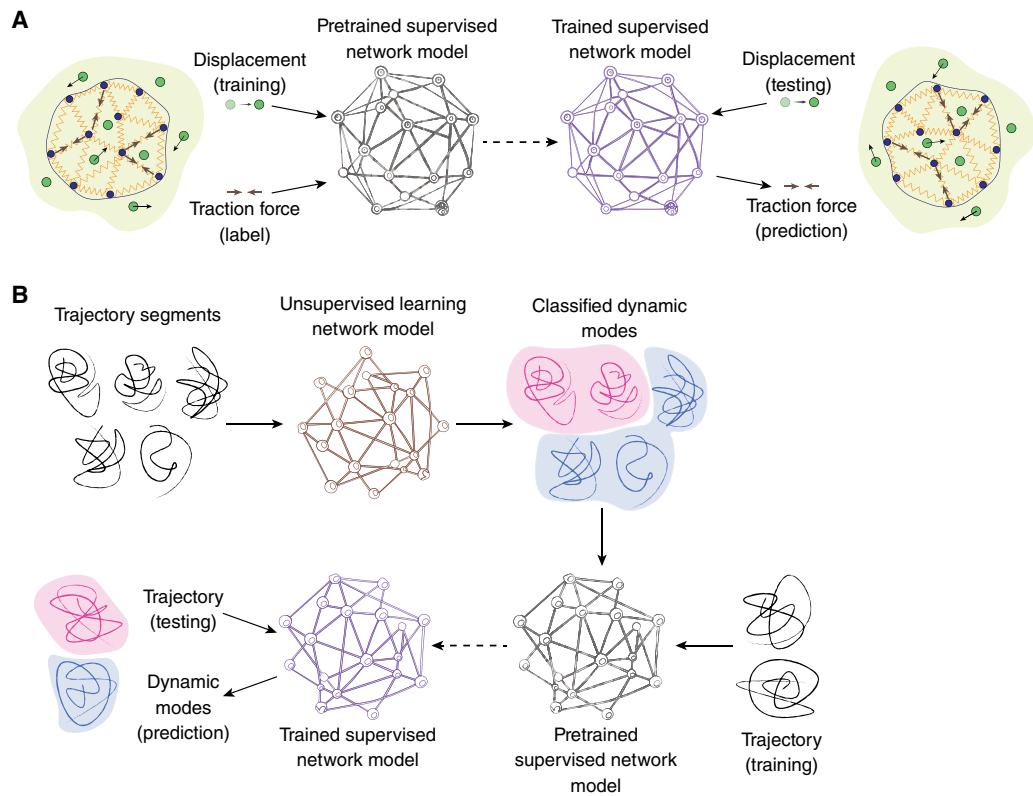 A
Pretrained supervised
network model
Trained supervised
network model
Displacement
(training)
Displacement
(testing)
Traction force
(label)
Traction force
(prediction)
B
Trajectory segments
Unsupervised learning
network model
Classified dynamic
modes
Trajectory
(testing)
Dynamic
modes
(prediction)
Trained supervised
network model
Pretrained
supervised network
model
Trajectory
(training)